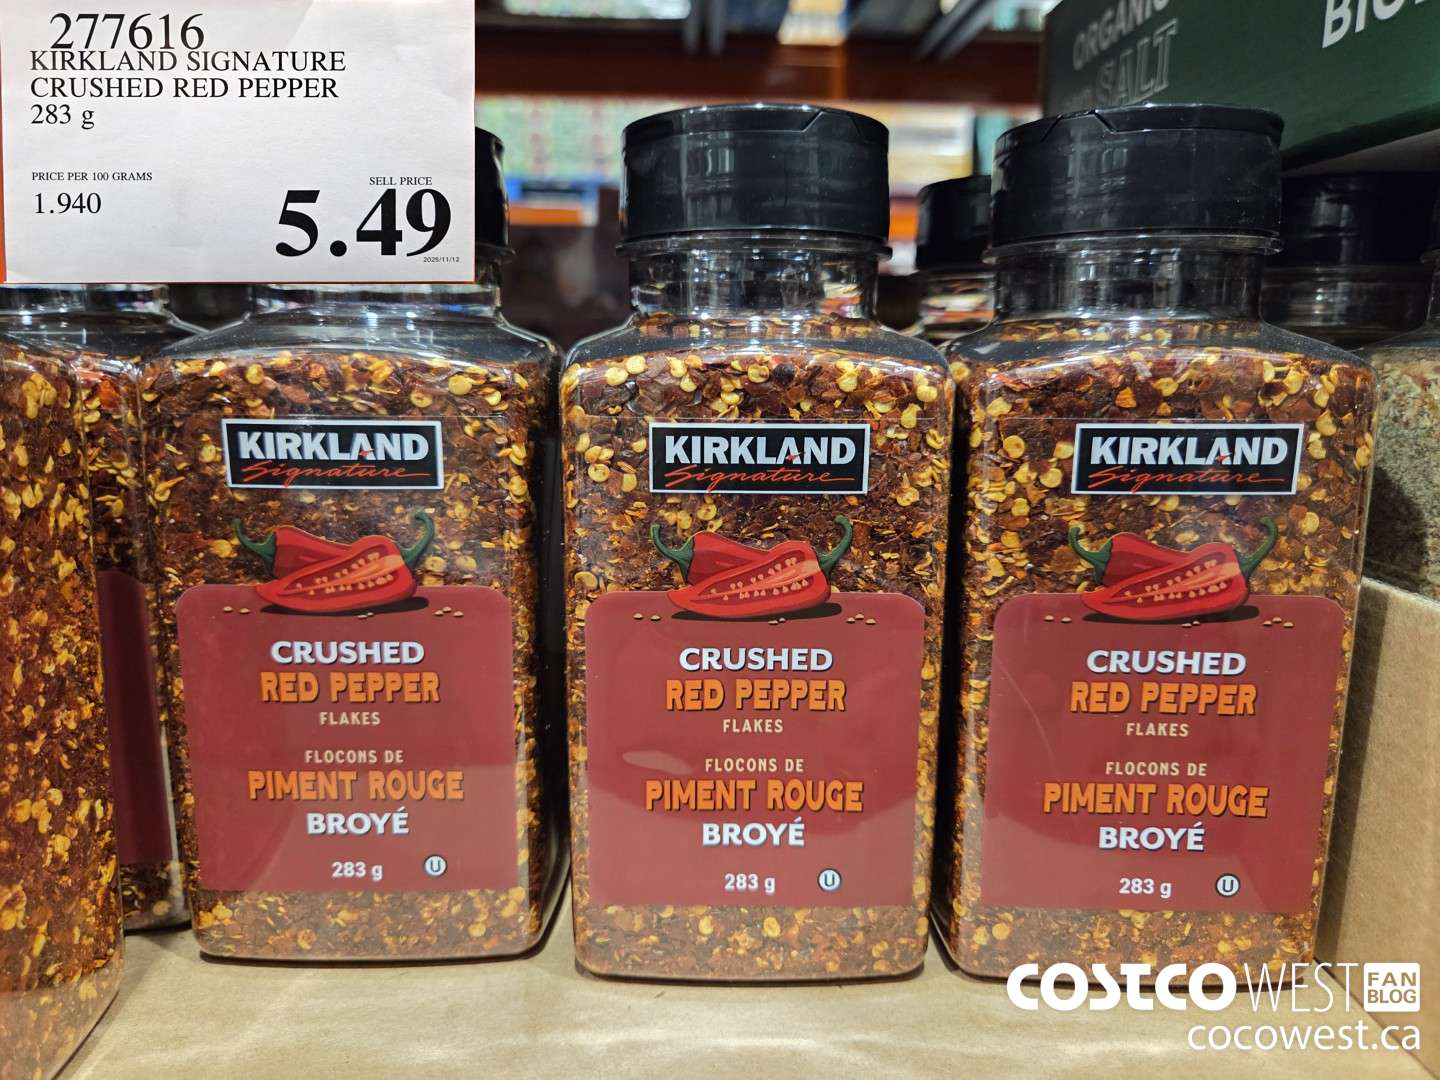 277616
KIRKLAND SIGNATURE
CRUSHED RED PEPPER
283 g
PRICE PER 100 GRAMS
1.940
SELL PRICE
5.49
2025/11/12
ORGANIC
SALT
KIRKLAND
Signature
CRUSHED
RED PEPPER
FLAKES
FLOCONS DE
PIMENT ROUGE
BROYÉ
283 g
U
KIRKLAND
Signature
CRUSHED
RED PEPPER
FLAKES
FLOCONS DE
PIMENT ROUGE
BROYÉ
283 g
U
KIRKLAND
Signature
CRUSHED
RED PEPPER
FLAKES
FLOCONS DE
PIMENT ROUGE
BROYÉ
283 g
U
COSTCO WEST FAN
BLOG
cocowest.ca